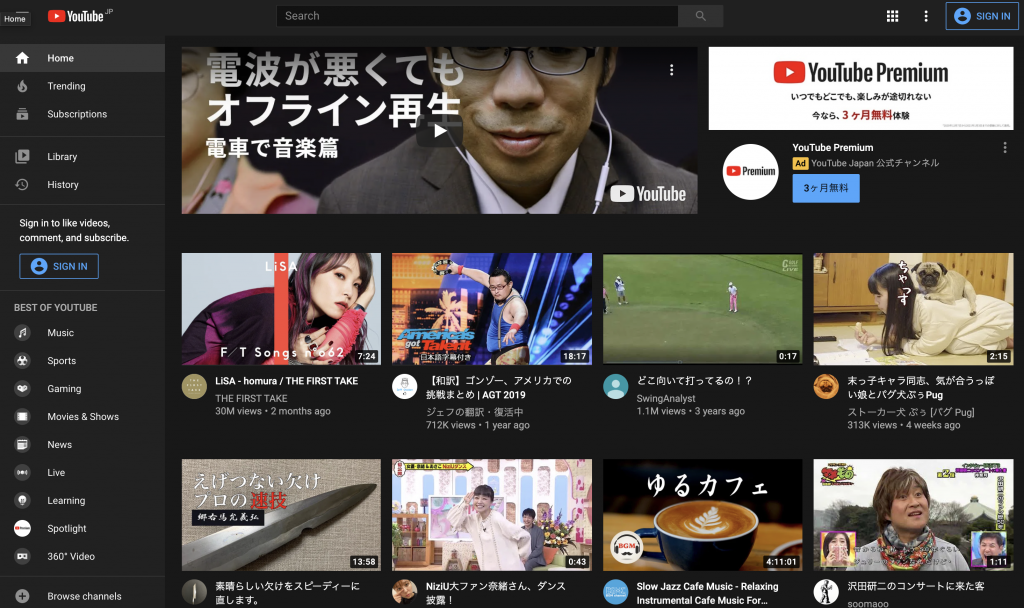 Home
YouTube JP
Search
SIGN IN
Home
Trending
Subscriptions
Library
History
Sign in to like videos,
comment, and subscribe.
SIGN IN
BEST OF YOUTUBE
Music
Sports
Gaming
Movies & Shows
News
Live
Learning
Spotlight
360° Video
Browse channels
電波が悪くても
オフライン再生
電車で音楽篇
YouTube
YouTube Premium
いつでもどこでも、楽しみが途切れない
今なら、3ヶ月無料体験
Premium
YouTube Premium
Ad YouTube Japan 公式チャンネル
3ヶ月無料
LiSA
F/T Songs nº662
7:24
LiSA - homura / THE FIRST TAKE
THE FIRST TAKE
30M views • 2 months ago
America's
got Talent
日本語字幕付き
18:17
【和訳】ゴンゾー、アメリカでの
挑戦まとめ | AGT 2019
ジェフの翻訳・復活中
712K views • 1 year ago
GOLF
LIVE
0:17
どこ向いて打ってるの！？
SwingAnalyst
1.1M views • 3 years ago
ちゃっす
2:15
末っ子キャラ同志、気が合うっぽ
い娘とパグ犬ぷぅPug
ストーカー犬 ぷぅ [パグ Pug]
313K views • 4 weeks ago
えげつない欠け
プロの速技
郷右馬允義弘
13:58
素晴らしい欠けをスピーディーに
直します。
0:43
NiziU大ファン奈緒さん、ダンス
披露！
ゆるカフェ
BGM
4:11:01
Slow Jazz Cafe Music - Relaxing
Instrumental Cafe Music For...
1:11
沢田研二のコンサートに来た客
goomaoo